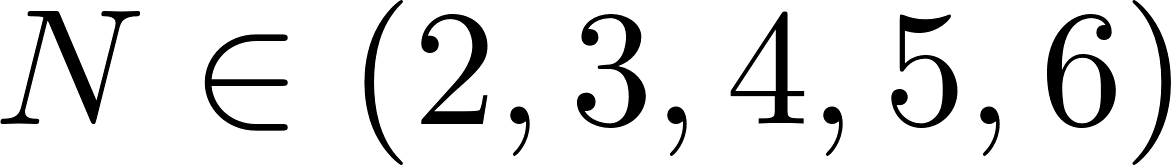 N ∈ (2, 3, 4, 5, 6)